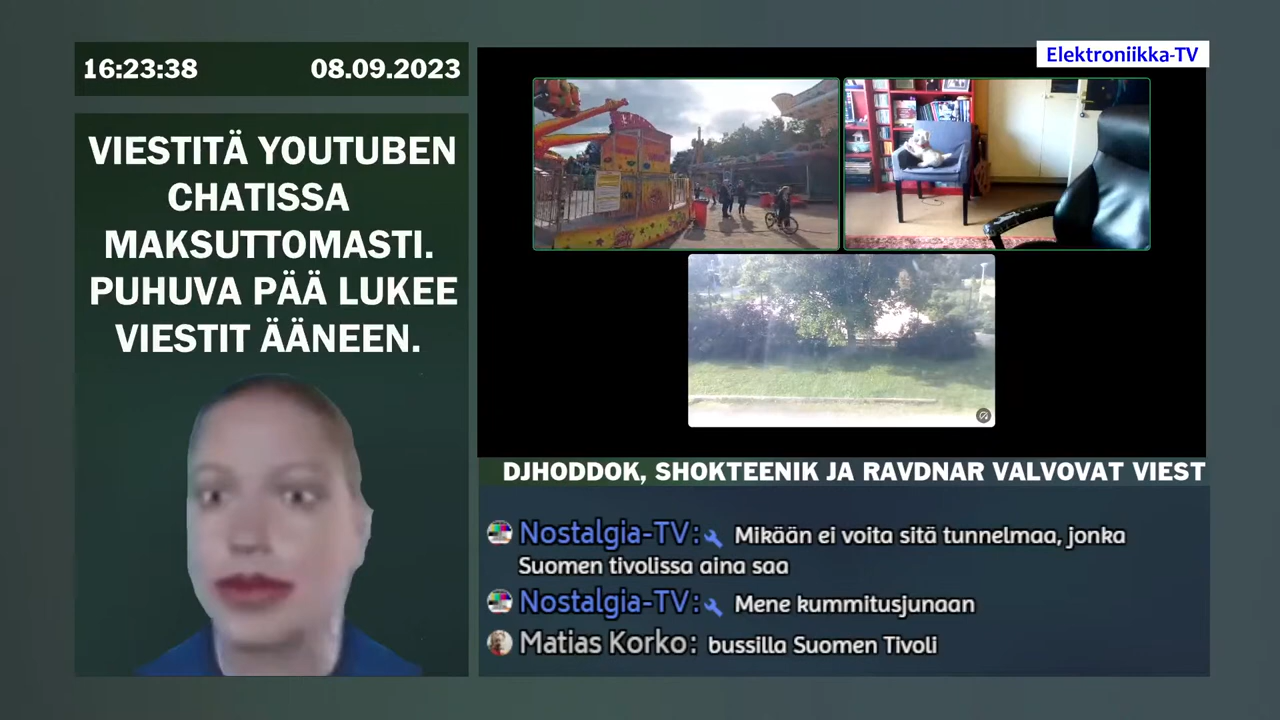 16:23:38 08.09.2023
Elektroniikka-TV
VIESTITÄ YOUTUBEN
CHATISSA
MAKSUTTOMASTI.
PUHUVA PÄÄ LUKEE
VIESTIT ÄÄNEEN.
DJHODDOK, SHOKTEENIK JA RAVDNAR VALVOVAT VIEST
Nostalgia-TV: Mikään ei voita sitä tunnelmaa, jonka
Suomen tivolissa aina saa
Nostalgia-TV: Mene kummitusjunaan
Matias Korko: bussilla Suomen Tivoli